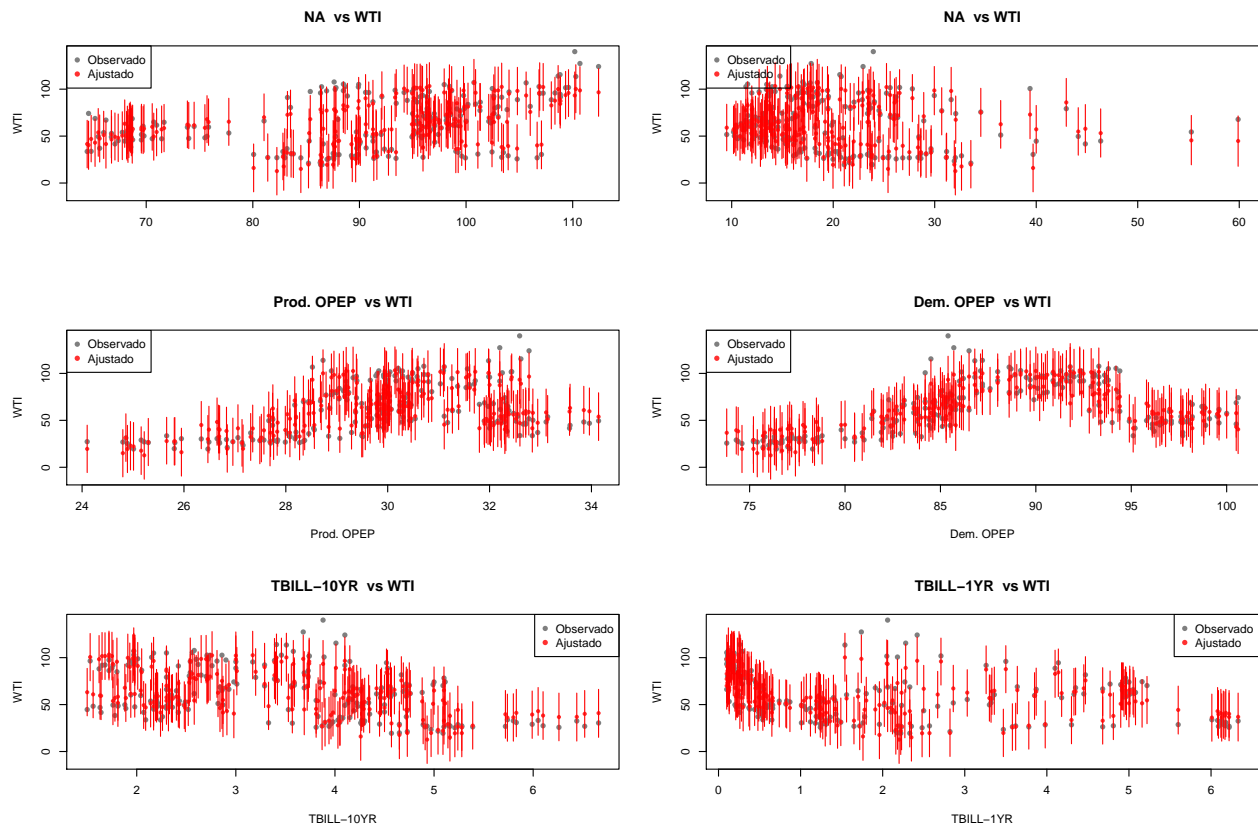 NA vs WTI
Observado
Ajustado
WTI
0 50 100
70 80 90 100 110
NA vs WTI
Observado
Ajustado
WTI
0 50 100
10 20 30 40 50 60
Prod. OPEP vs WTI
Observado
Ajustado
WTI
0 50 100
24 26 28 30 32 34
Prod. OPEP
Dem. OPEP vs WTI
Observado
Ajustado
WTI
0 50 100
75 80 85 90 95 100
Dem. OPEP
TBILL−10YR vs WTI
Observado
Ajustado
WTI
0 50 100
2 3 4 5 6
TBILL−10YR
TBILL−1YR vs WTI
Observado
Ajustado
WTI
0 50 100
0 1 2 3 4 5 6
TBILL−1YR